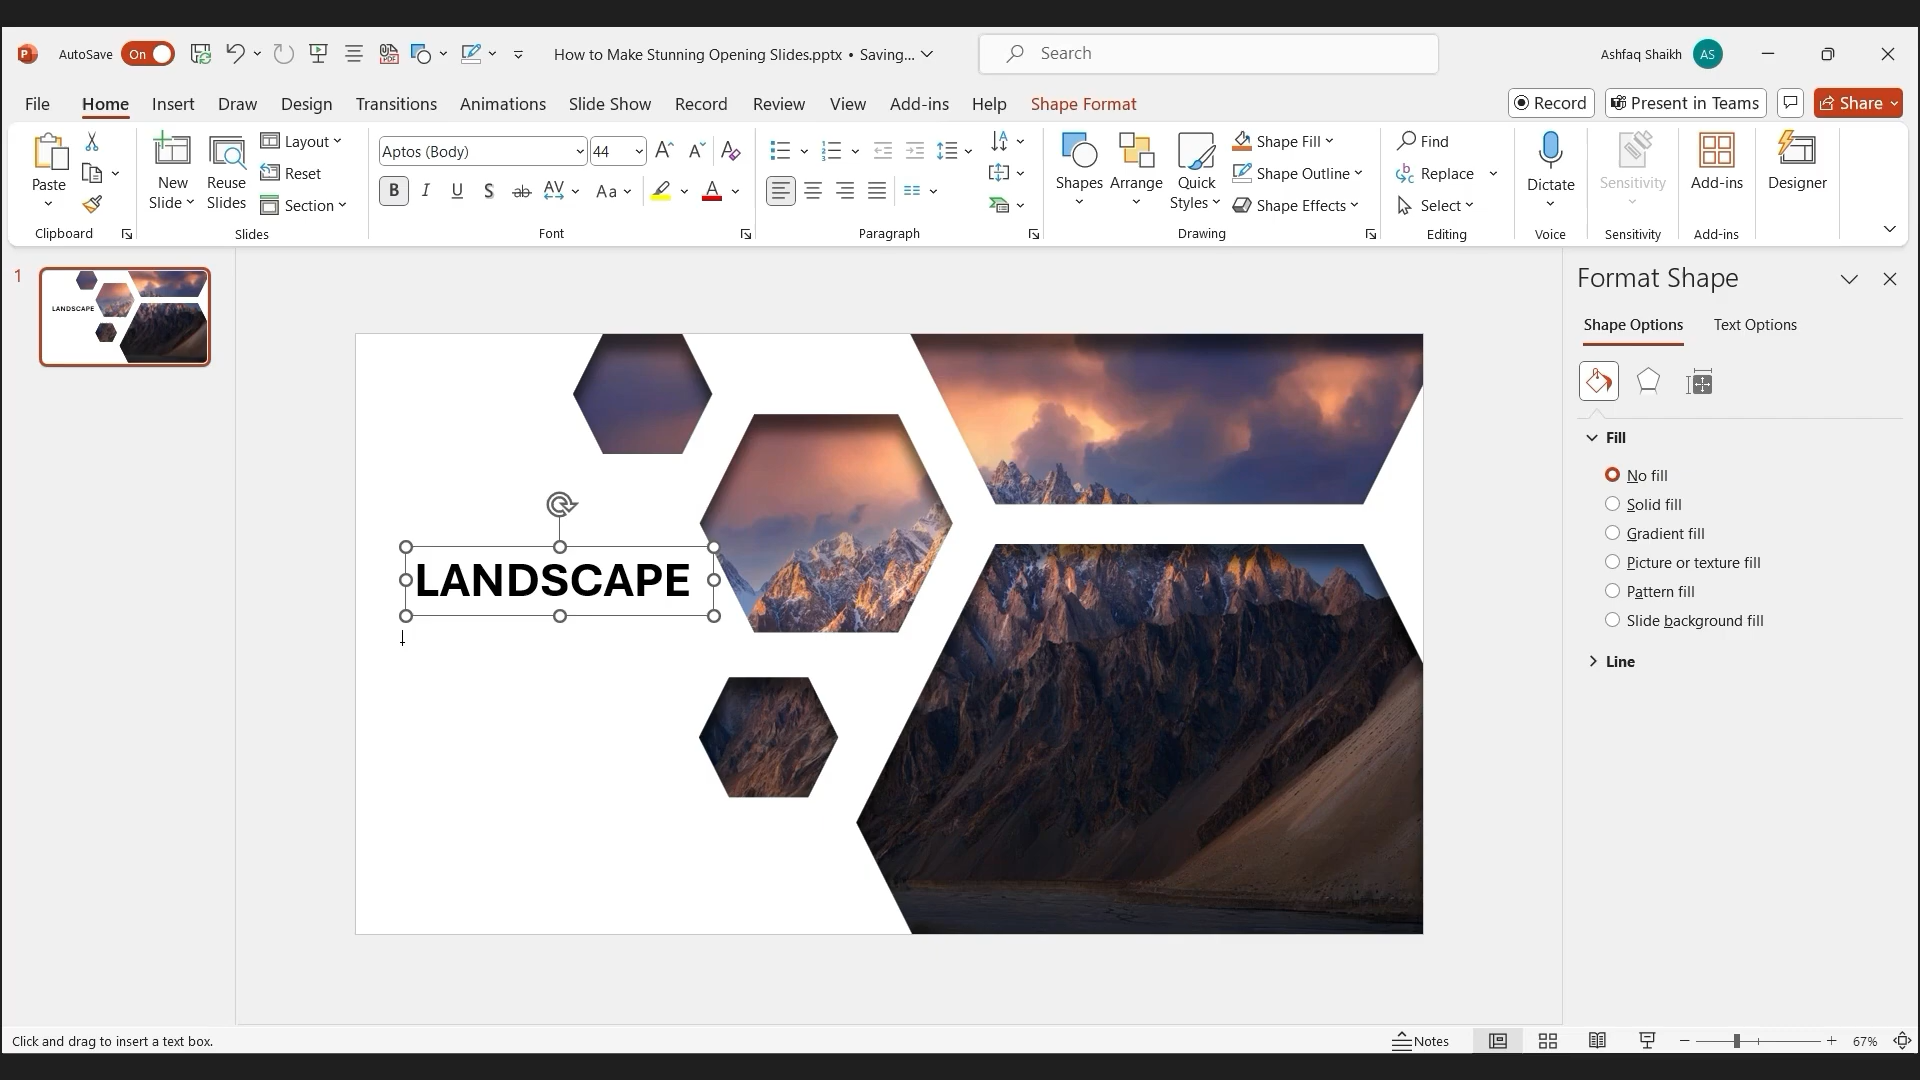 AutoSave On How to Make Stunning Opening Slides.pptx • Saving... Search Ashfaq Shaikh AS
File Home Insert Draw Design Transitions Animations Slide Show Record Review View Add-ins Help Shape Format Record Present in Teams Share
Paste
New Slide
Reuse Slides
Layout
Reset
Section
Aptos (Body) 44
B I U S ab AV Aa A
Shapes
Arrange
Quick Styles
Shape Fill
Shape Outline
Shape Effects
Find
Replace
Select
Dictate
Sensitivity
Add-ins
Designer
Clipboard Slides Font Paragraph Drawing Editing Voice Sensitivity Add-ins
1
LANDSCAPE
LANDSCAPE
Format Shape
Shape Options Text Options
Fill
No fill
Solid fill
Gradient fill
Picture or texture fill
Pattern fill
Slide background fill
Line
Click and drag to insert a text box. Notes 67%